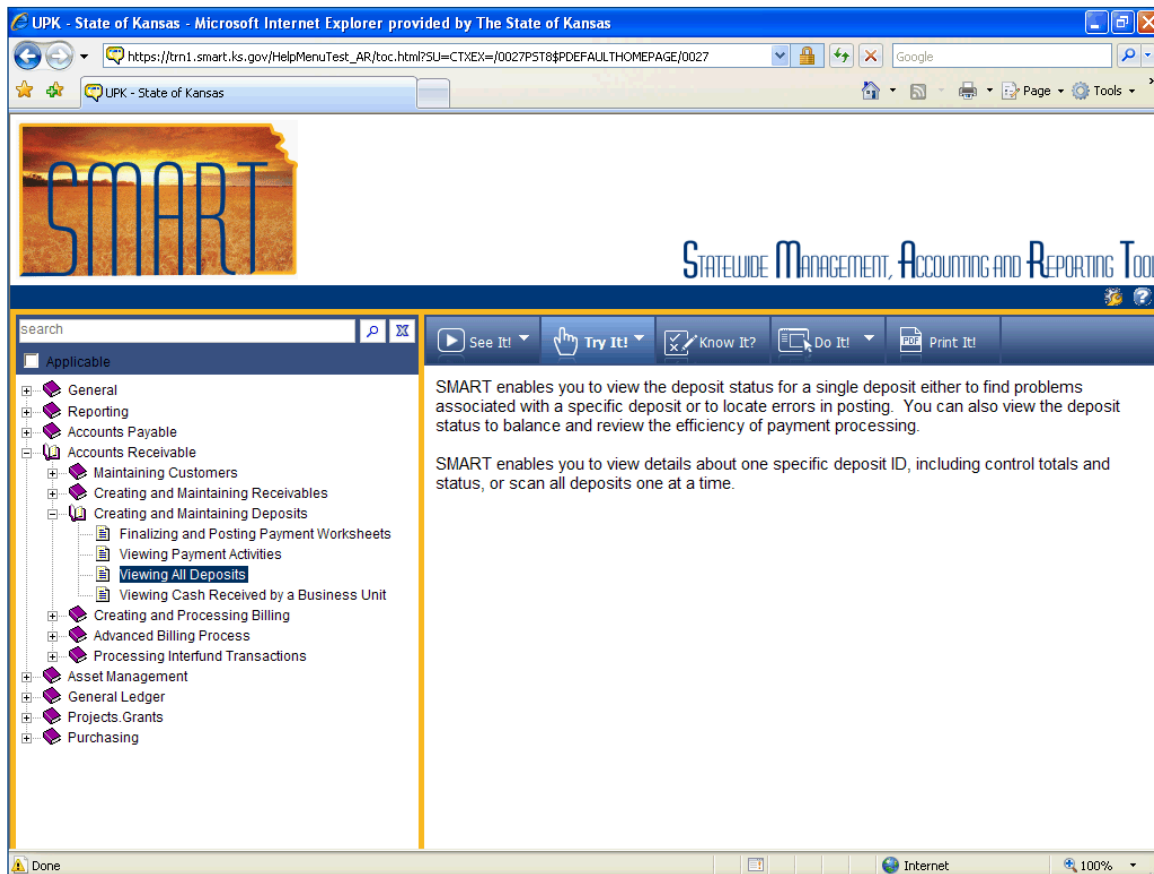 UPK - State of Kansas - Microsoft Internet Explorer provided by The State of Kansas
https://trn1.smart.ks.gov/HelpMenuTest_AR/toc.html?SU=CTXEX=/0027PST8$PDEFAULTHOMEPAGE/0027
Google
UPK - State of Kansas
Page
Tools
SMART
STATEWIDE MANAGEMENT, ACCOUNTING AND REPORTING TOOL
search
Applicable
General
Reporting
Accounts Payable
Accounts Receivable
Maintaining Customers
Creating and Maintaining Receivables
Creating and Maintaining Deposits
Finalizing and Posting Payment Worksheets
Viewing Payment Activities
Viewing All Deposits
Viewing Cash Received by a Business Unit
Creating and Processing Billing
Advanced Billing Process
Processing Interfund Transactions
Asset Management
General Ledger
Projects.Grants
Purchasing
See It!
Try It!
Know It?
Do It!
PDF
Print It!
SMART enables you to view the deposit status for a single deposit either to find problems
associated with a specific deposit or to locate errors in posting.  You can also view the deposit
status to balance and review the efficiency of payment processing.
SMART enables you to view details about one specific deposit ID, including control totals and
status, or scan all deposits one at a time.
Done
Internet
100%